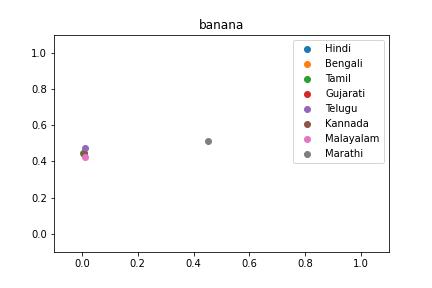 banana
1.0
0.8
0.6
0.4
0.2
0.0
Hindi
Bengali
Tamil
Gujarati
Telugu
Kannada
Malayalam
Marathi
0.0 0.2 0.4 0.6 0.8 1.0